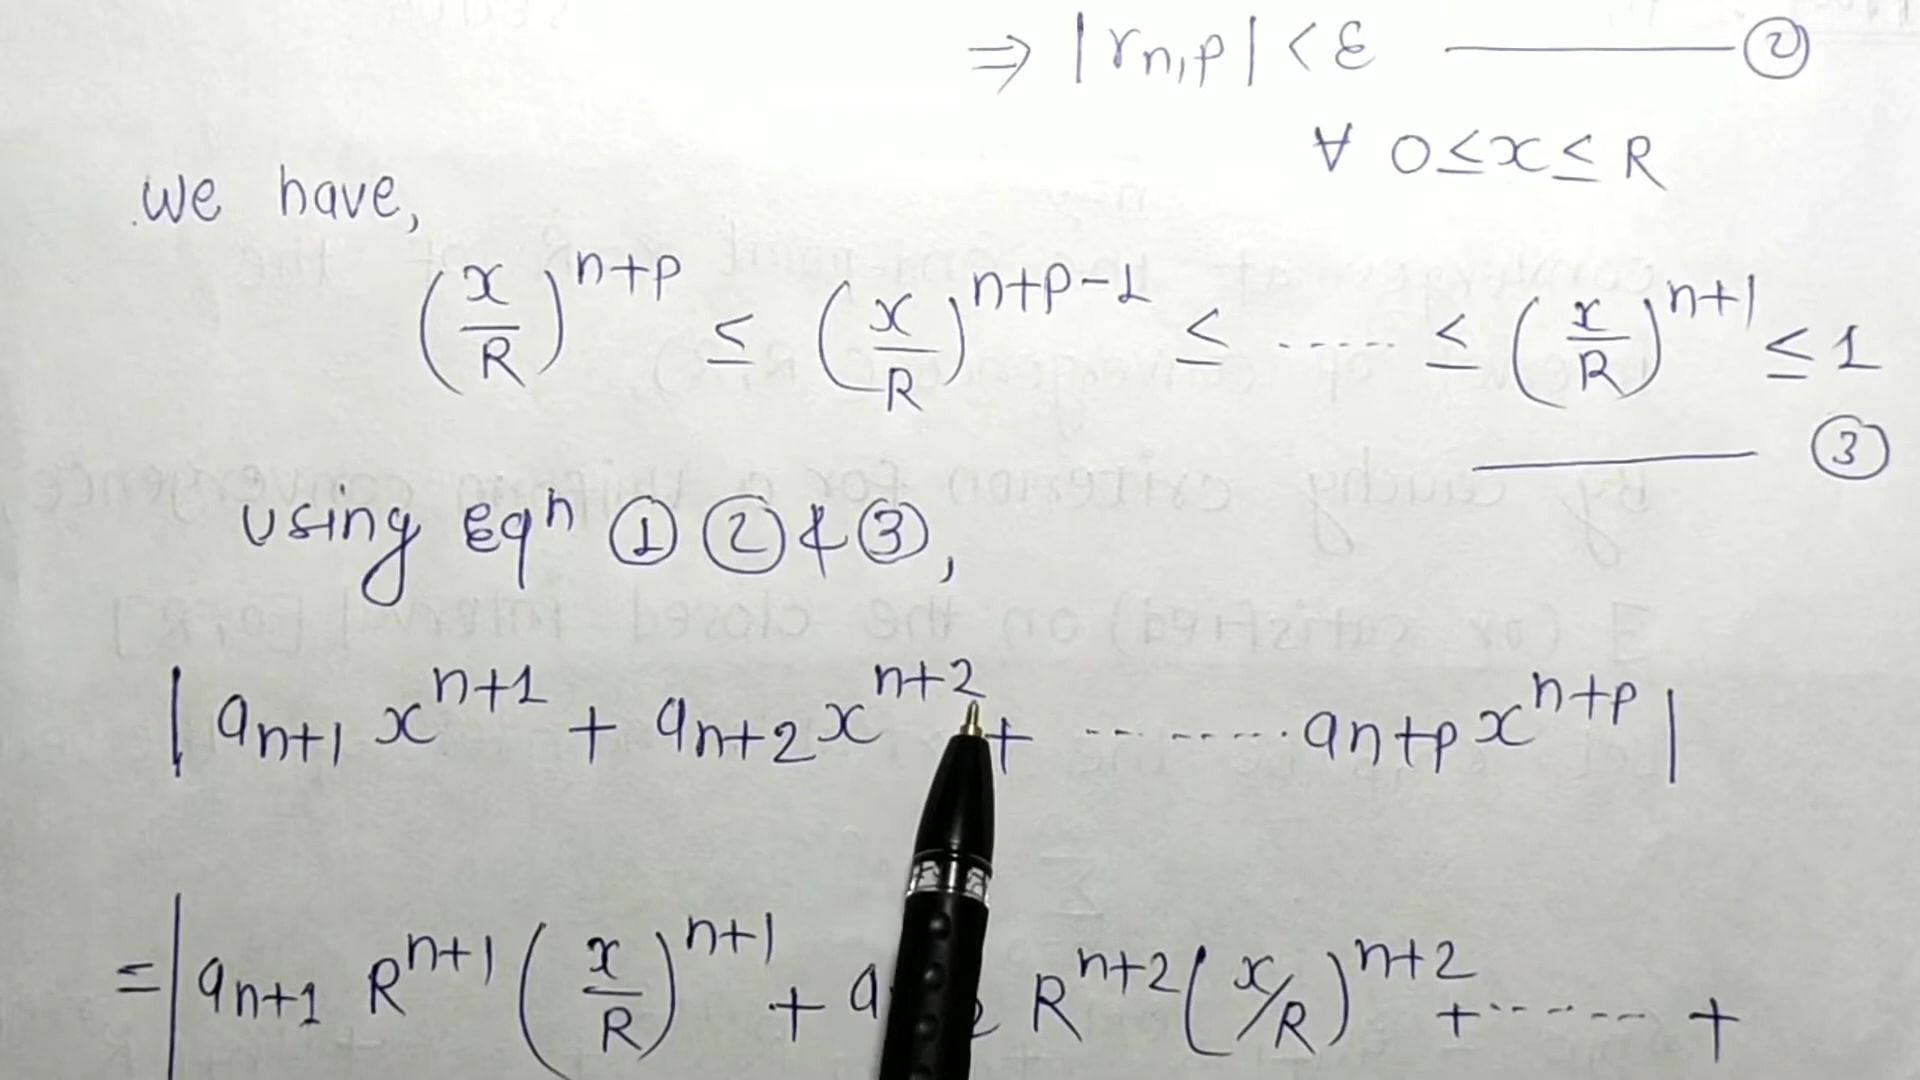 ⇒ |r_{n,p}| < ε ——— ②
∀ 0 ≤ x ≤ R
we have,
(x/R)^{n+p} ≤ (x/R)^{n+p-1} ≤ ...... ≤ (x/R)^{n+1} ≤ 1
——— ③
using eqⁿ ① ② & ③,
| a_{n+1} x^{n+1} + a_{n+2} x^{n+2} + ........ a_{n+p} x^{n+p} |
= | a_{n+1} R^{n+1} (x/R)^{n+1} + a R^{n+2} (x/R)^{n+2} + ...... +